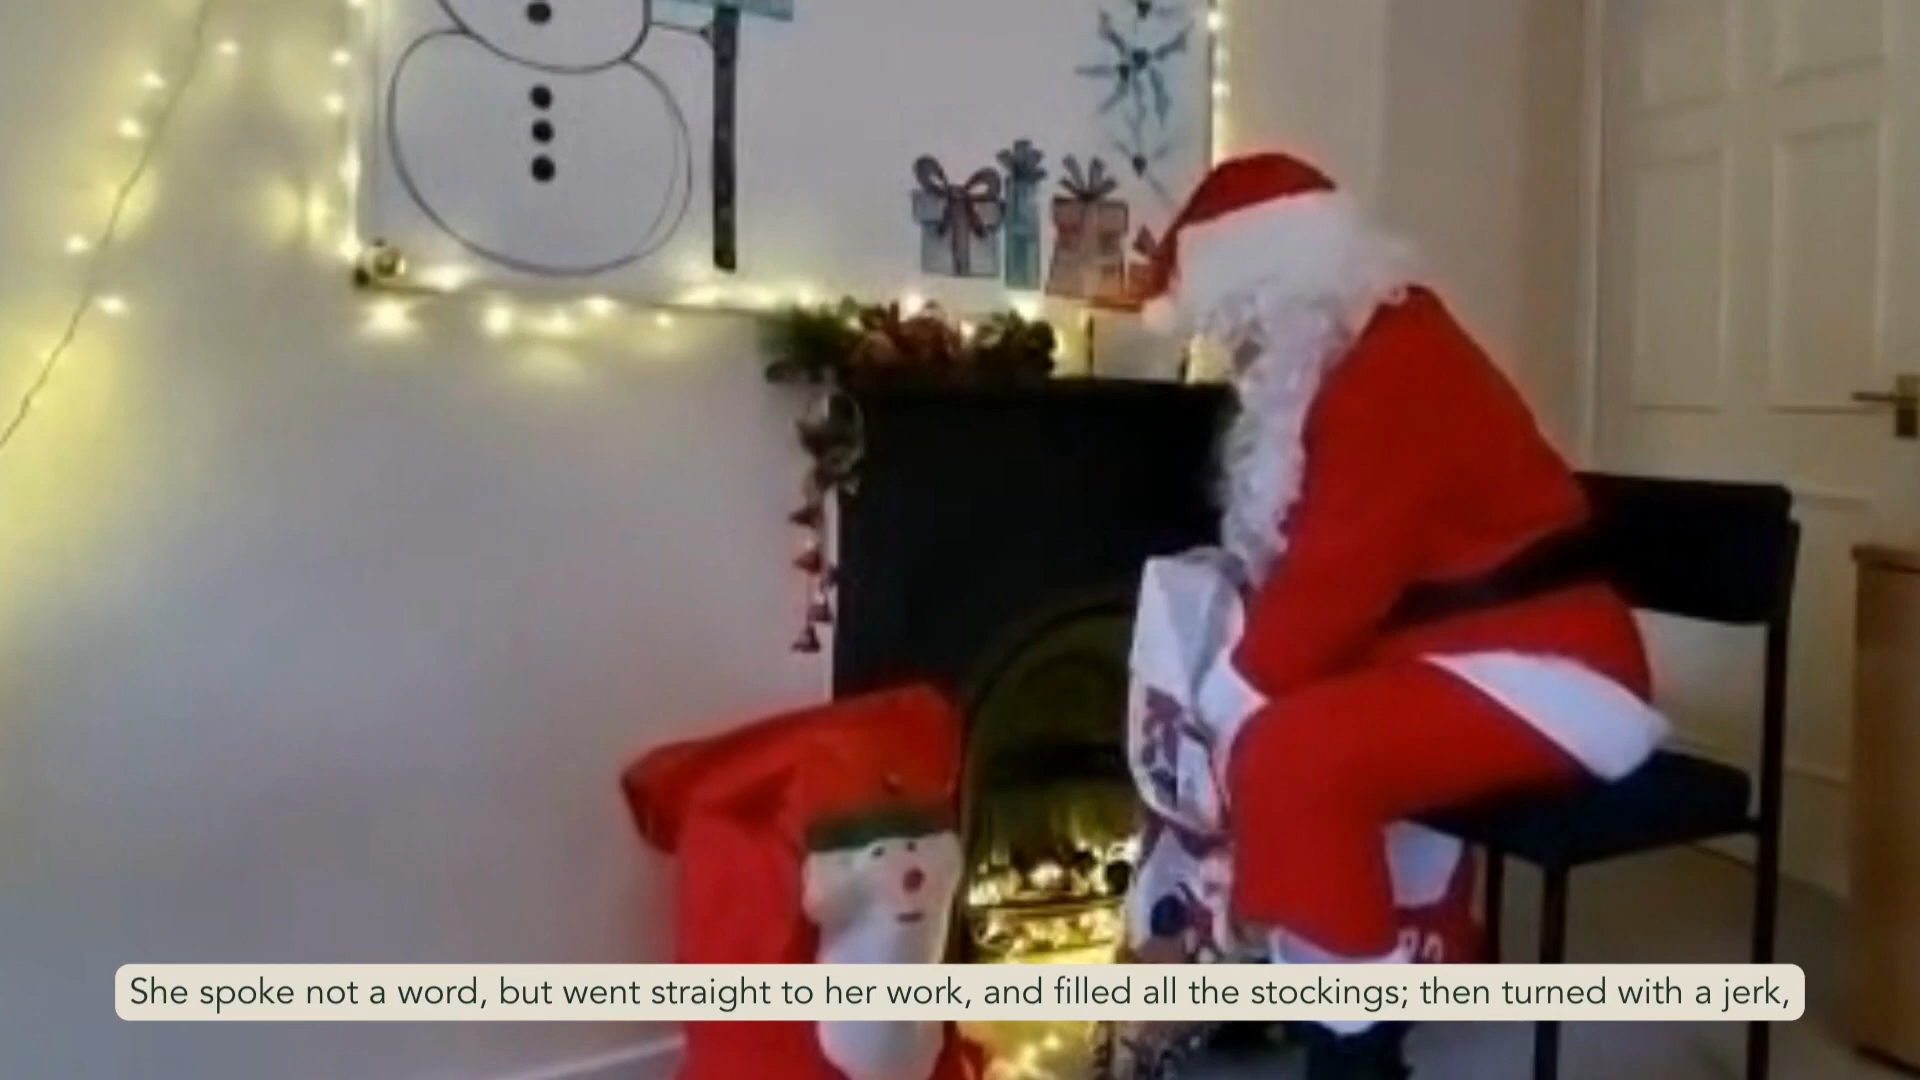 She spoke not a word, but went straight to her work, and filled all the stockings; then turned with a jerk,